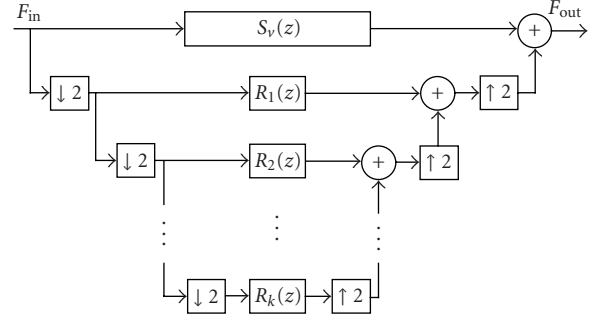 F_in S_v(z) + F_out
↓ 2 R_1(z) + ↑ 2
↓ 2 R_2(z) + ↑ 2
⋮ ⋮ ⋮
↓ 2 R_k(z) ↑ 2